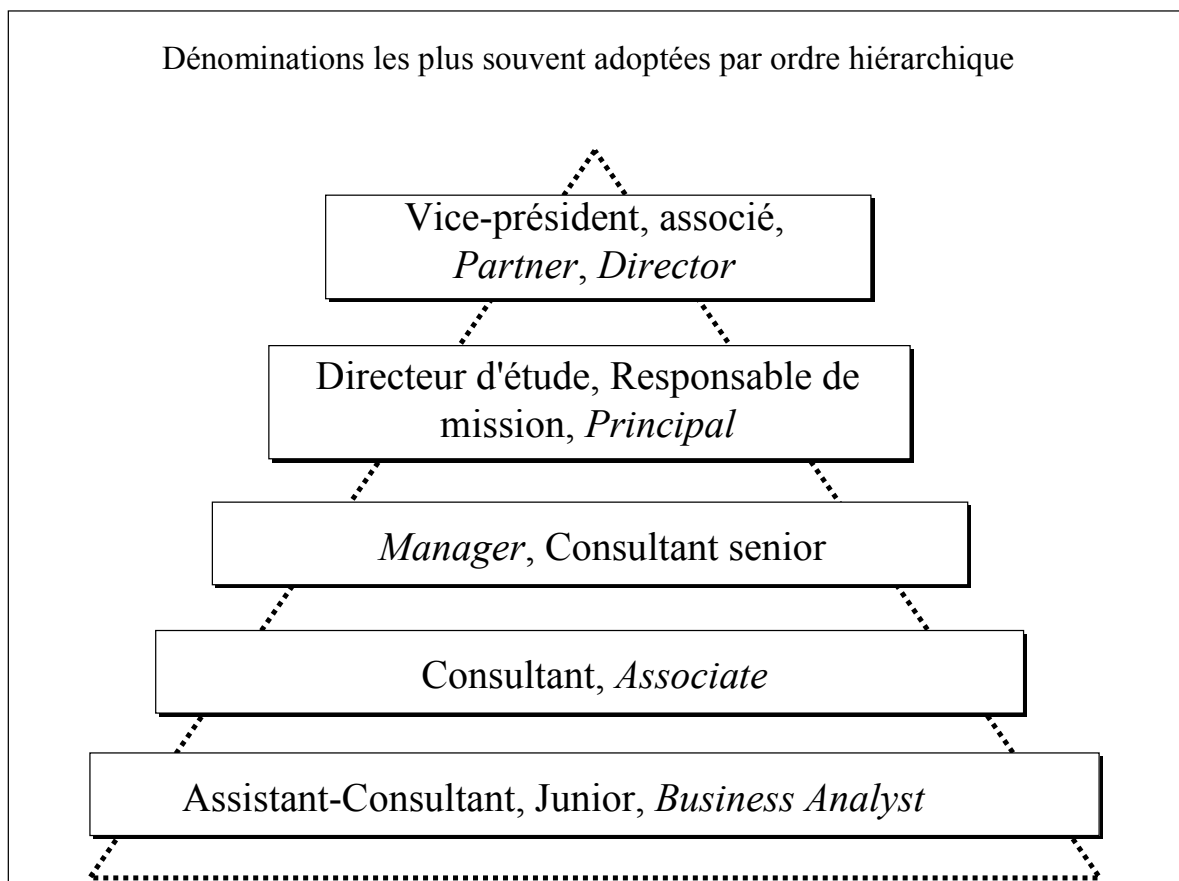 Dénominations les plus souvent adoptées par ordre hiérarchique
Vice-président, associé,
Partner, Director
Directeur d'étude, Responsable de
mission, Principal
Manager, Consultant senior
Consultant, Associate
Assistant-Consultant, Junior, Business Analyst